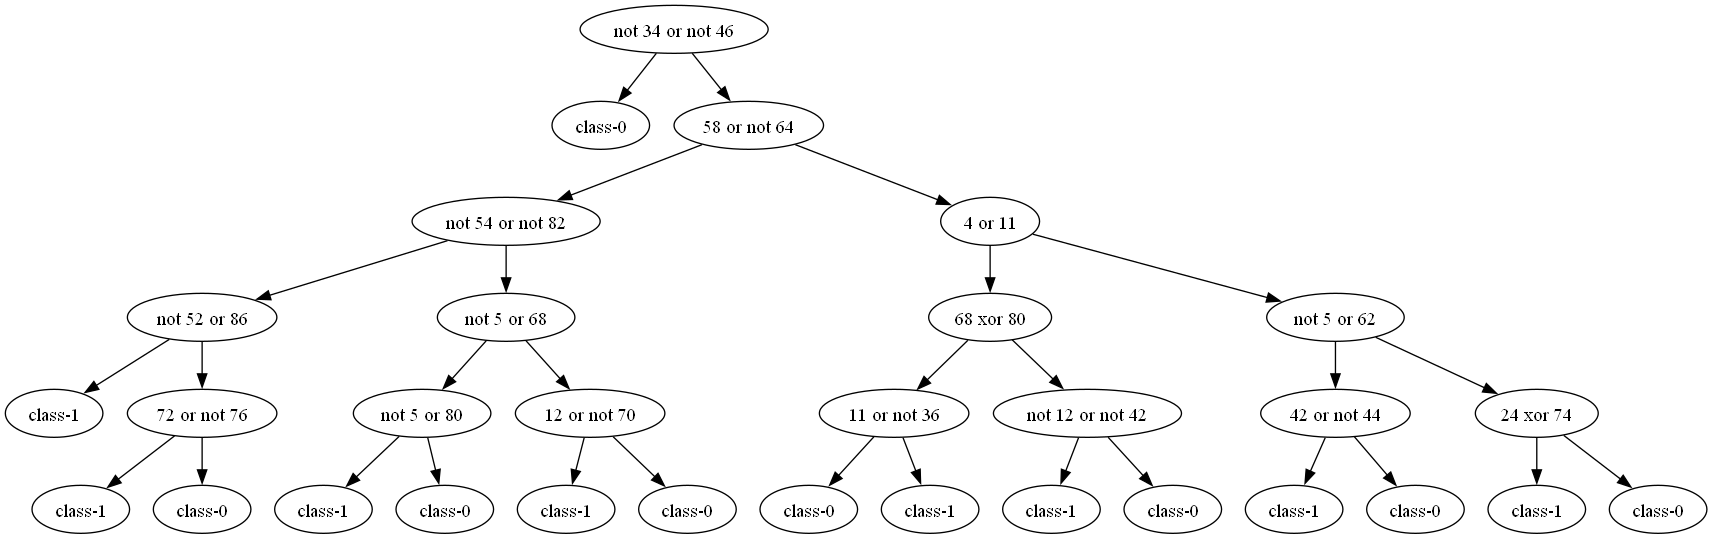 not 34 or not 46
class-0
58 or not 64
not 54 or not 82
4 or 11
not 52 or 86
not 5 or 68
68 xor 80
not 5 or 62
class-1
72 or not 76
not 5 or 80
12 or not 70
11 or not 36
not 12 or not 42
42 or not 44
24 xor 74
class-1
class-0
class-1
class-0
class-1
class-0
class-0
class-1
class-1
class-0
class-1
class-0
class-1
class-0